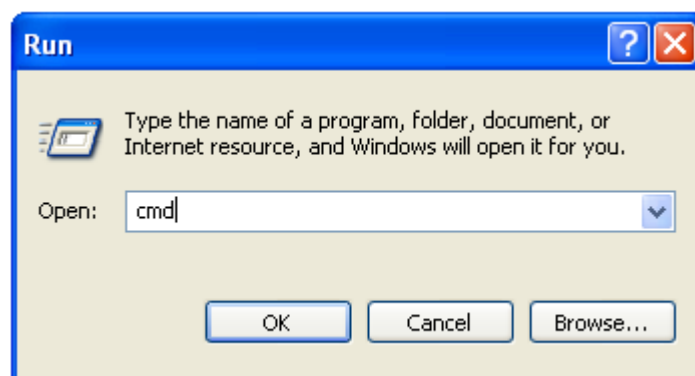 Run
Type the name of a program, folder, document, or
Internet resource, and Windows will open it for you.
Open: cmd
OK Cancel Browse...